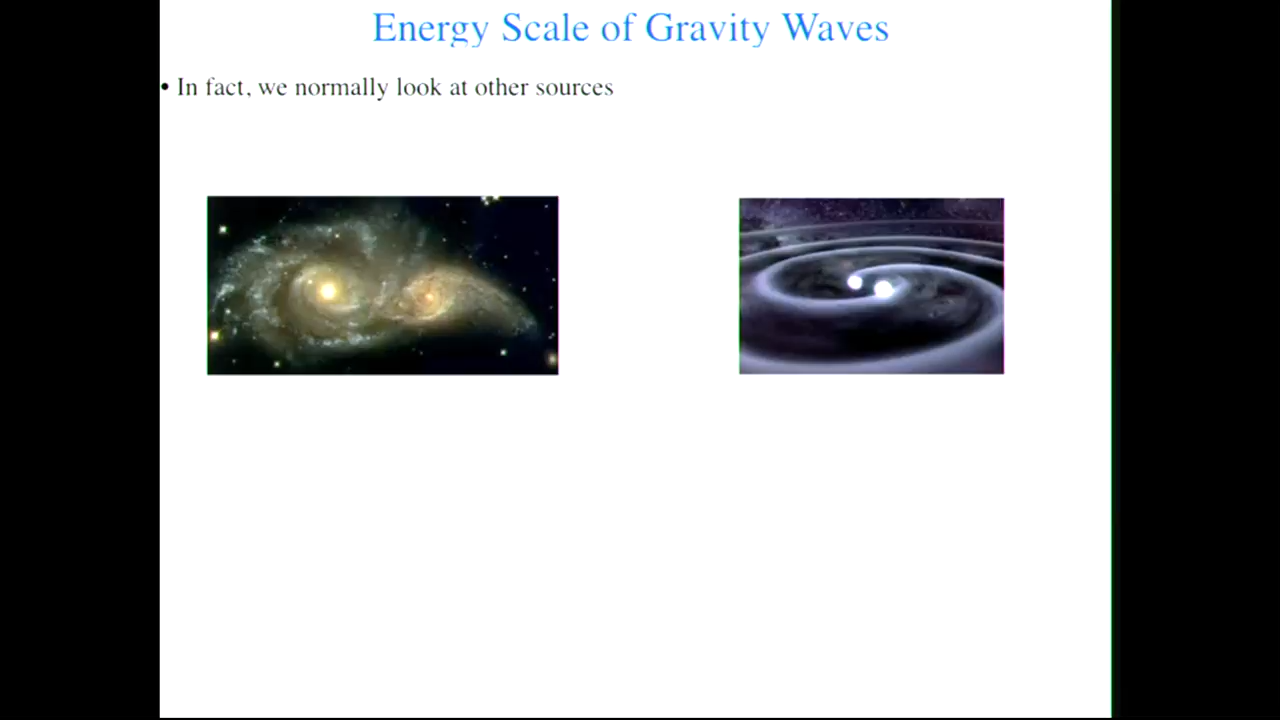 Energy Scale of Gravity Waves
• In fact, we normally look at other sources